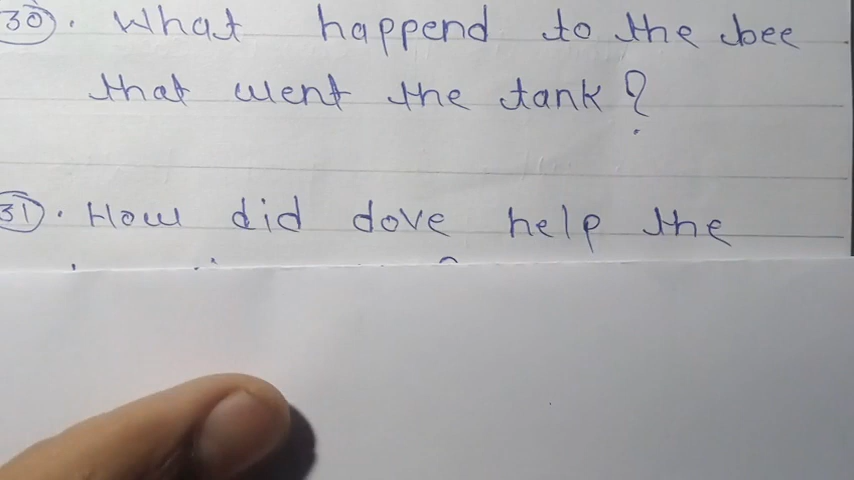 30. What happend to the bee
that went the tank?
31. How did dove help the